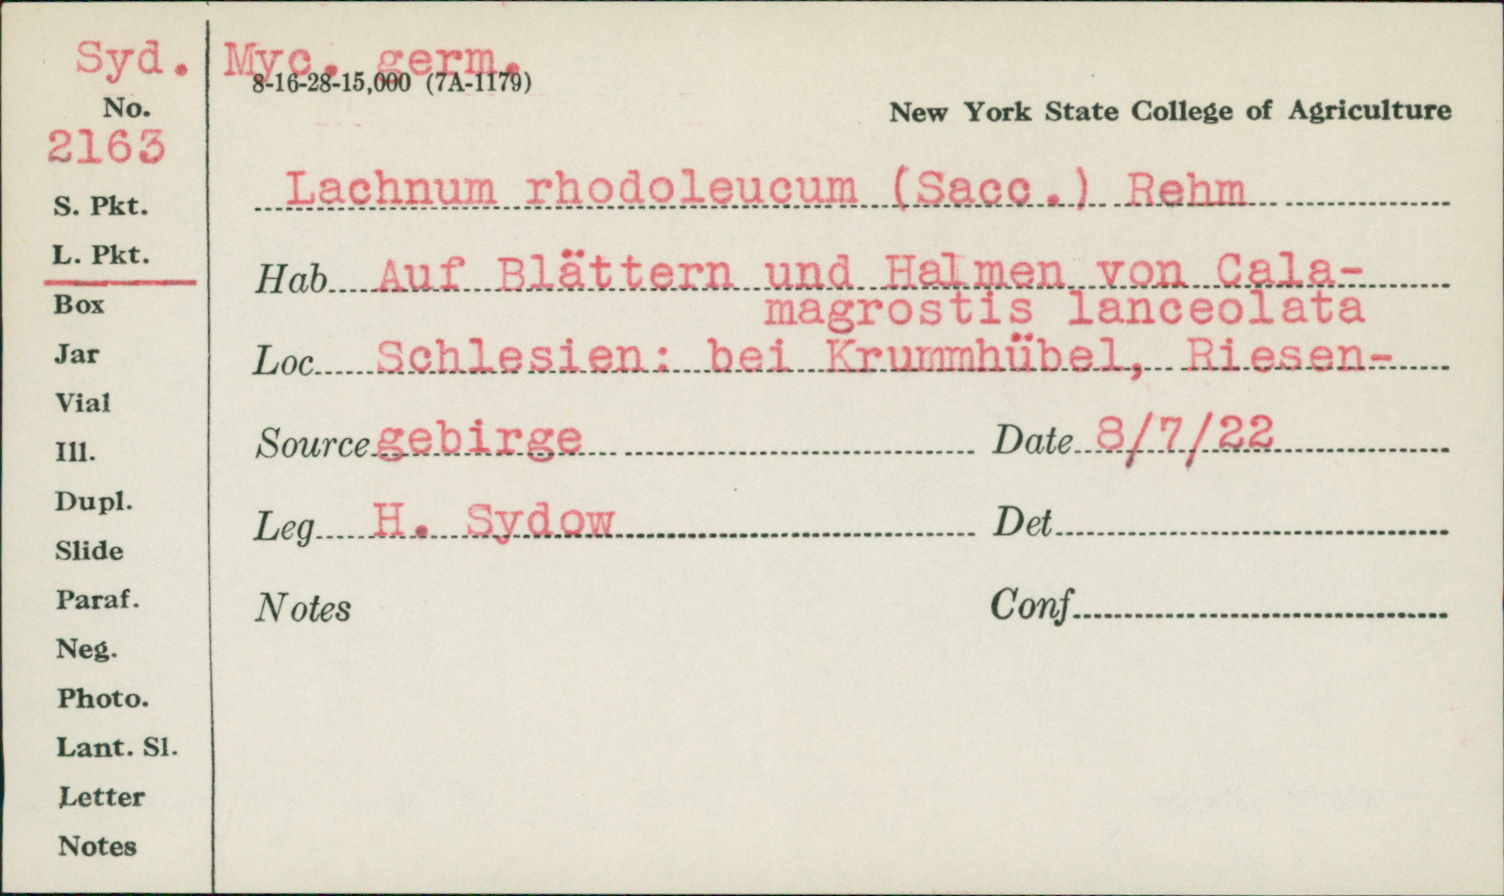 Syd. Myc. germ.
8-16-28-15,000 (7A-1179)
No.
New York State College of Agriculture
2163
Lachnum rhodoleucum (Sacc.) Rehm
S. Pkt.
L. Pkt.
Hab Auf Blättern und Halmen von Cala-
magrostis lanceolata
Box
Loc Schlesien: bei Krummhübel, Riesen-
Jar
Vial
Source gebirge Date 8/7/22
Ill.
Dupl.
Leg H. Sydow Det
Slide
Paraf.
Notes Conf
Neg.
Photo.
Lant. Sl.
Letter
Notes